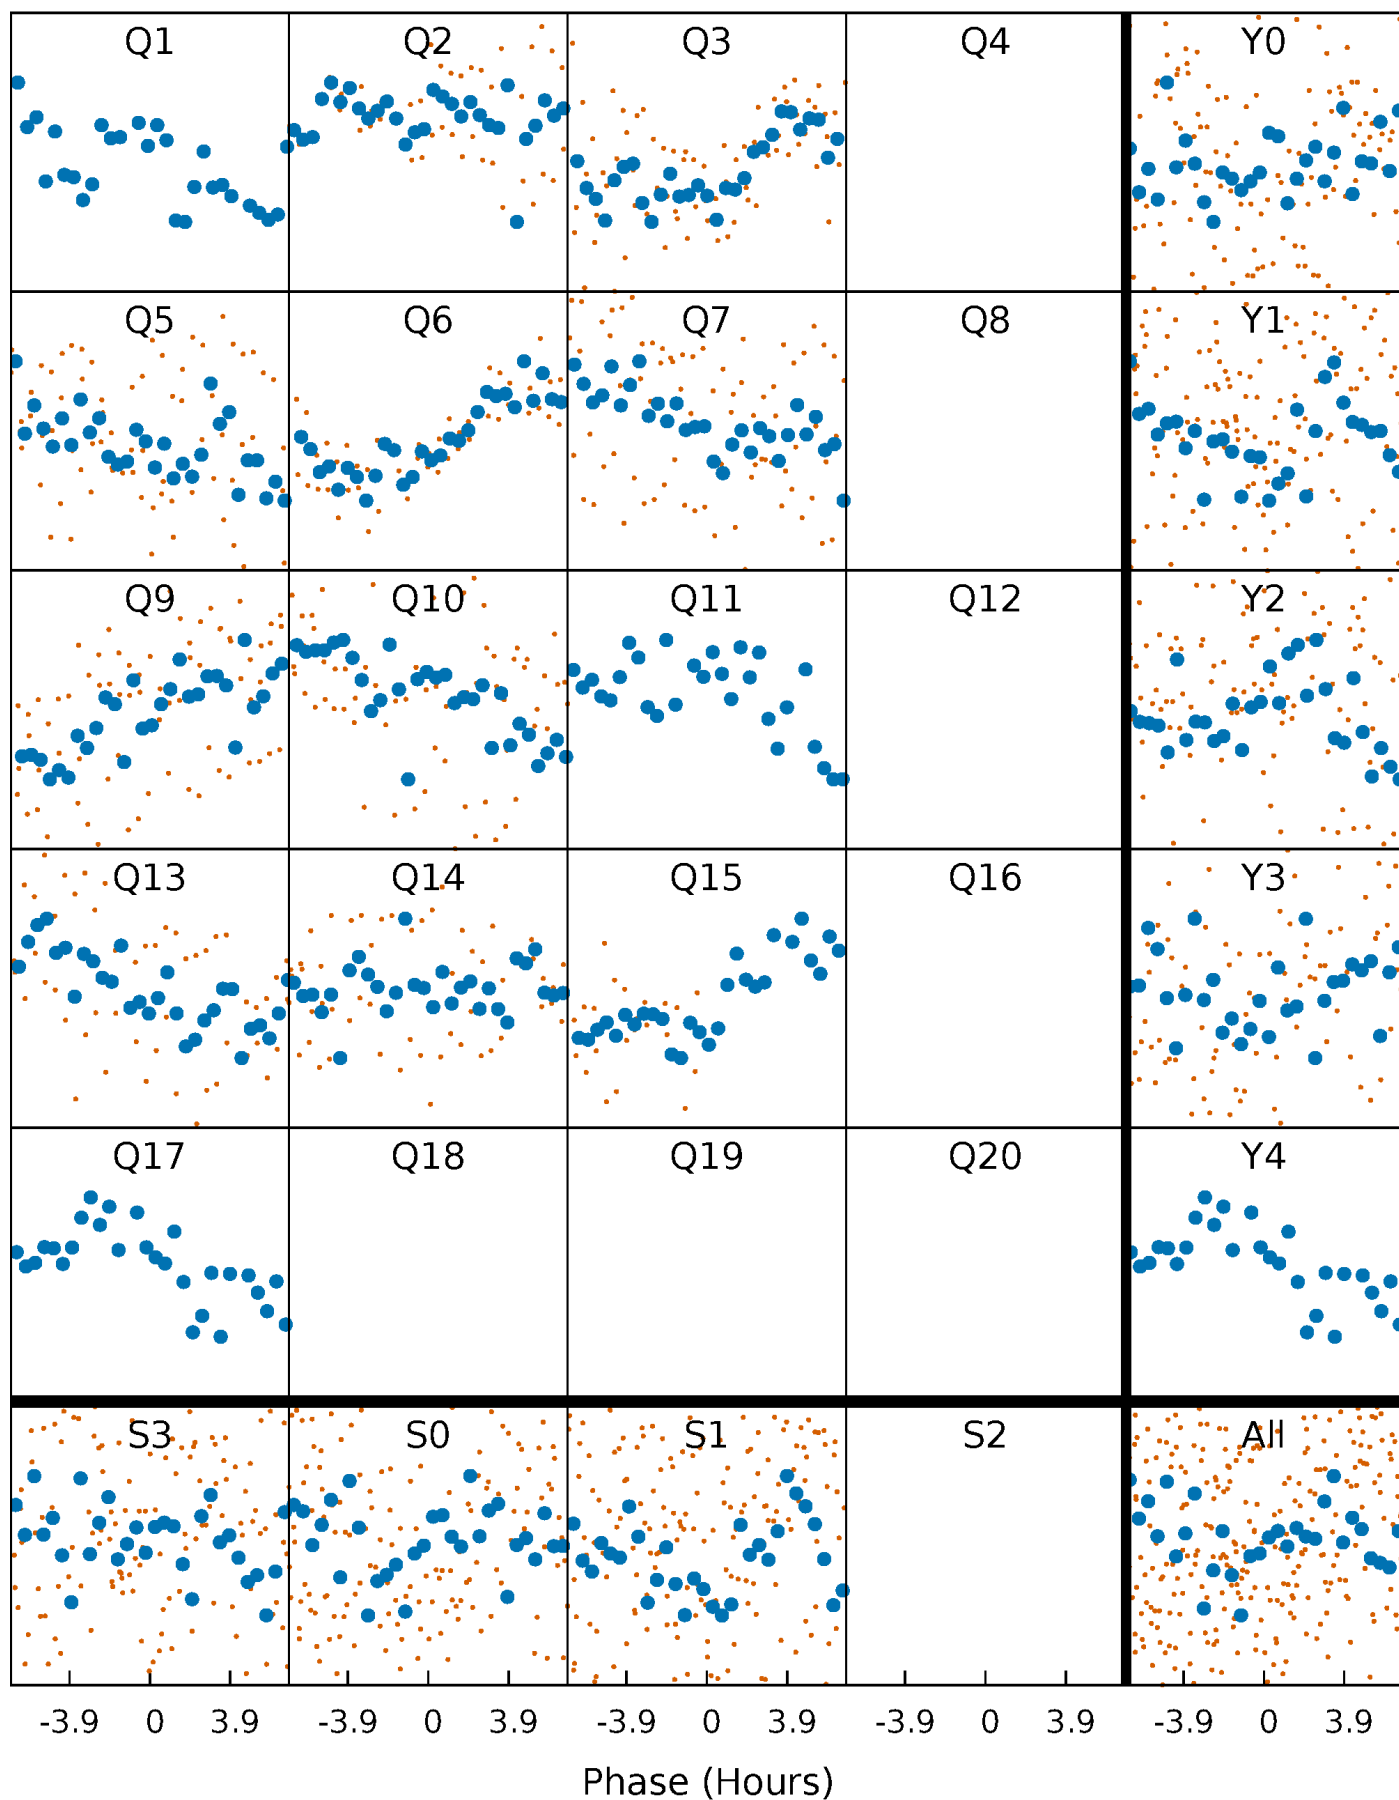 Q1 Q2 Q3 Q4 Y0
Q5 Q6 Q7 Q8 Y1
Q9 Q10 Q11 Q12 Y2
Q13 Q14 Q15 Q16 Y3
Q17 Q18 Q19 Q20 Y4
S3 S0 S1 S2 All
-3.9 0 3.9 -3.9 0 3.9 -3.9 0 3.9 -3.9 0 3.9 -3.9 0 3.9
Phase (Hours)